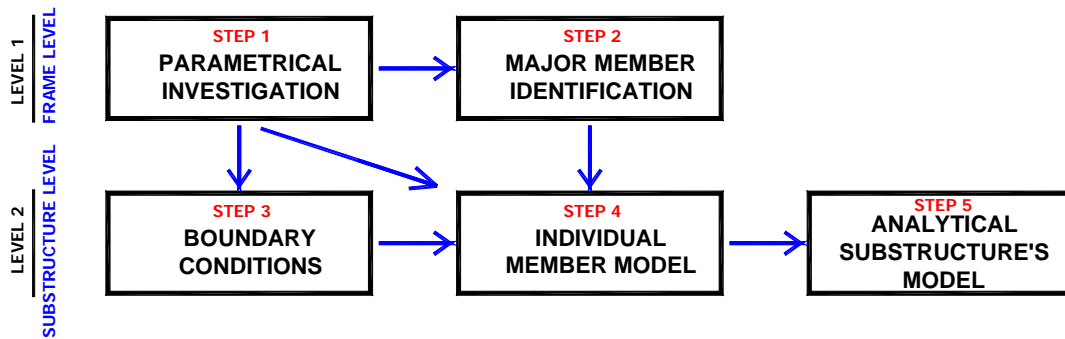 LEVEL 1
FRAME LEVEL
STEP 1
PARAMETRICAL
INVESTIGATION
STEP 2
MAJOR MEMBER
IDENTIFICATION
LEVEL 2
SUBSTRUCTURE LEVEL
STEP 3
BOUNDARY
CONDITIONS
STEP 4
INDIVIDUAL
MEMBER MODEL
STEP 5
ANALYTICAL
SUBSTRUCTURE'S
MODEL